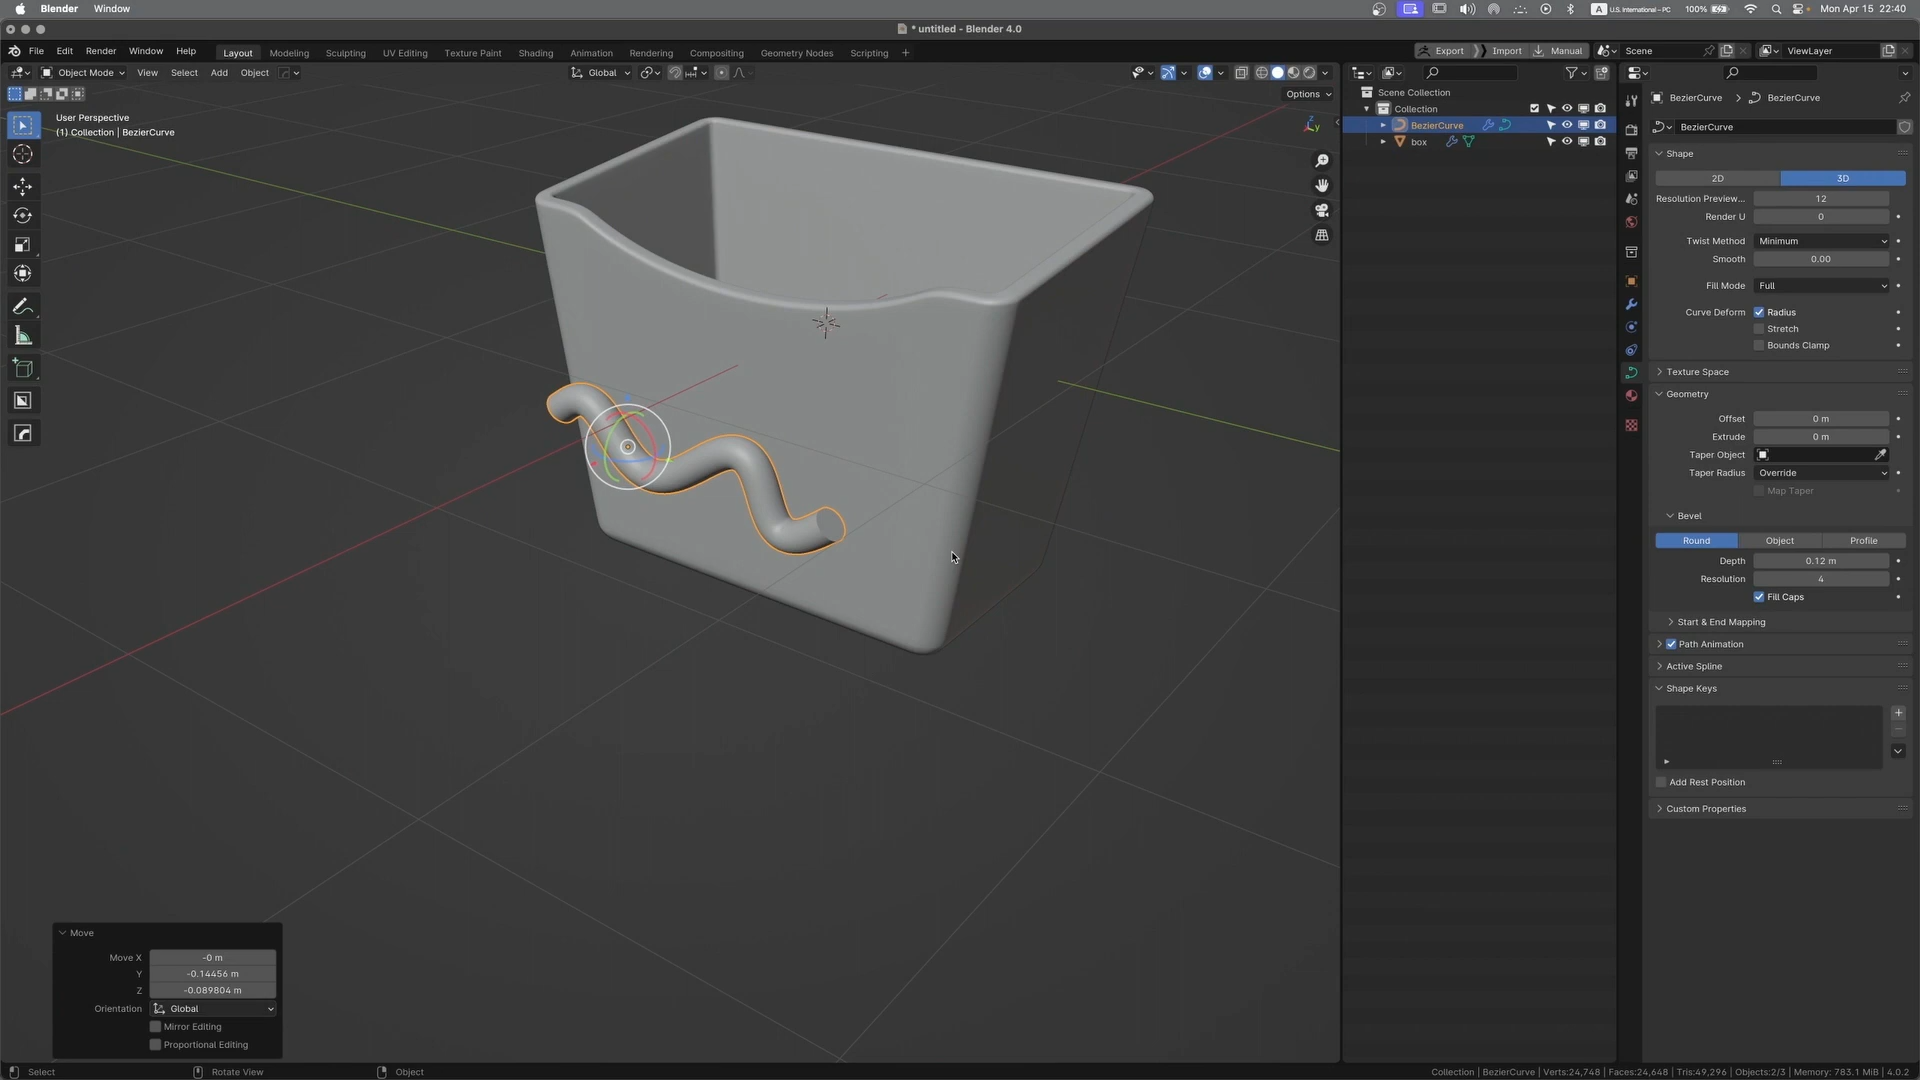 Blender Window
U.S. International – PC 100% Mon Apr 15 22:40
* untitled - Blender 4.0
File Edit Render Window Help
Layout Modeling Sculpting UV Editing Texture Paint Shading Animation Rendering Compositing Geometry Nodes Scripting +
Export Import Manual Scene ViewLayer
Object Mode View Select Add Object Global
Options
User Perspective
(1) Collection | BezierCurve
Z
Y
Scene Collection
Collection
BezierCurve
box
BezierCurve > BezierCurve
BezierCurve
Shape
2D 3D
Resolution Preview... 12
Render U 0
Twist Method Minimum
Smooth 0.00
Fill Mode Full
Curve Deform Radius
Stretch
Bounds Clamp
Texture Space
Geometry
Offset 0 m
Extrude 0 m
Taper Object
Taper Radius Override
Map Taper
Bevel
Round Object Profile
Depth 0.12 m
Resolution 4
Fill Caps
Start & End Mapping
Path Animation
Active Spline
Shape Keys
Add Rest Position
Custom Properties
Move
Move X -0 m
Y -0.14456 m
Z -0.089804 m
Orientation Global
Mirror Editing
Proportional Editing
Select Rotate View Object
Collection | BezierCurve | Verts:24,748 | Faces:24,648 | Tris:49,296 | Objects:2/3 | Memory: 783.1 MiB | 4.0.2